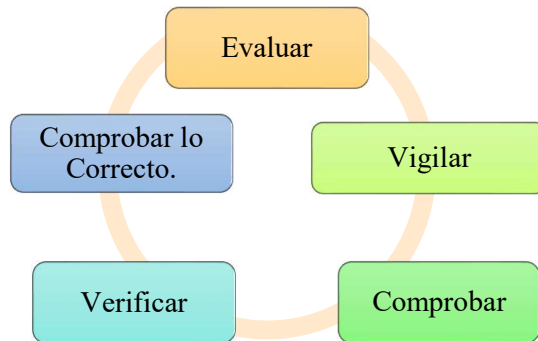 Evaluar
Vigilar
Comprobar
Verificar
Comprobar lo
Correcto.